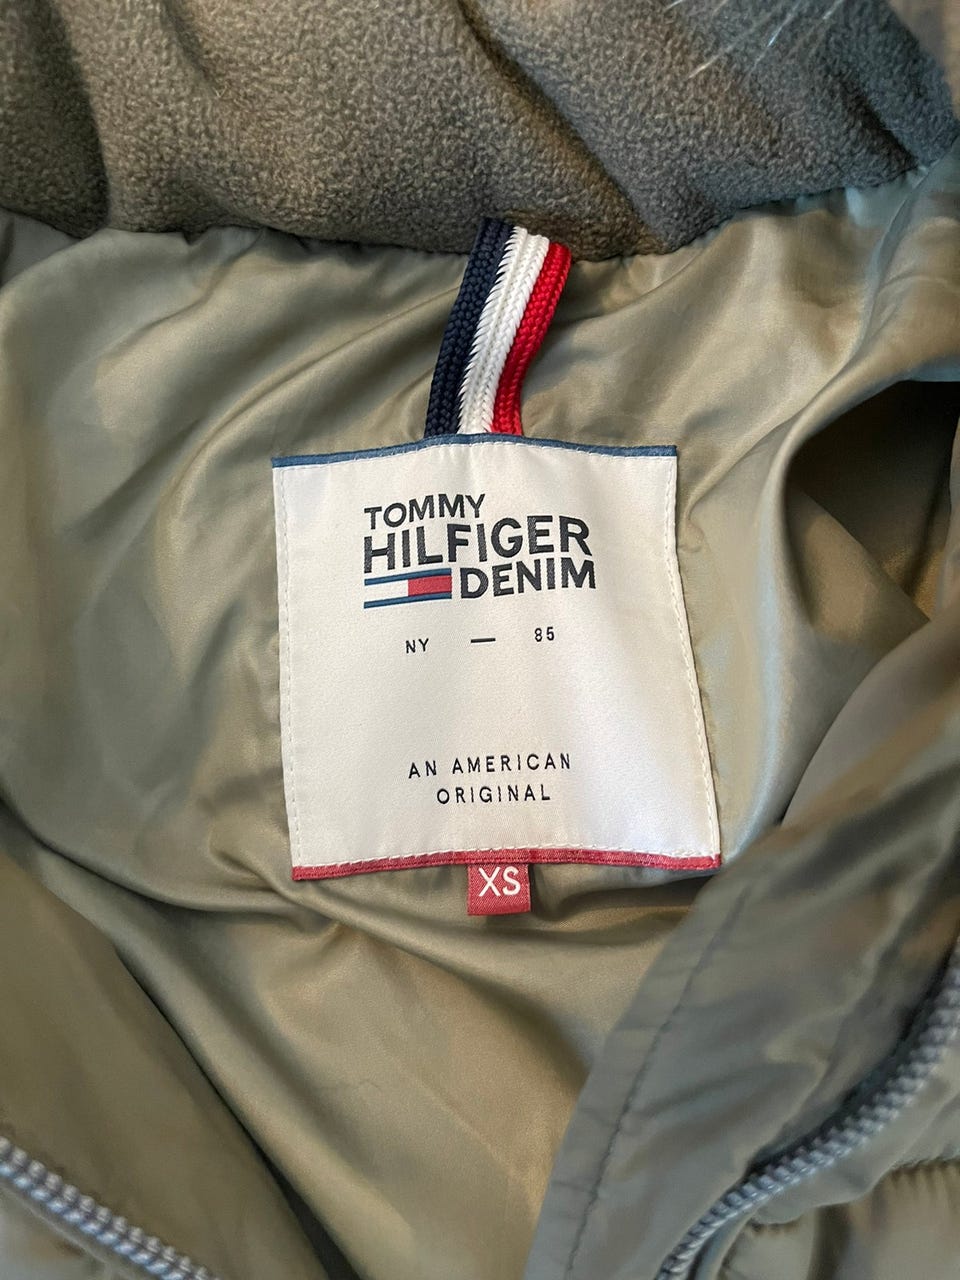 TOMMY
HILFIGER
DENIM
NY — 85
AN AMERICAN
ORIGINAL
XS